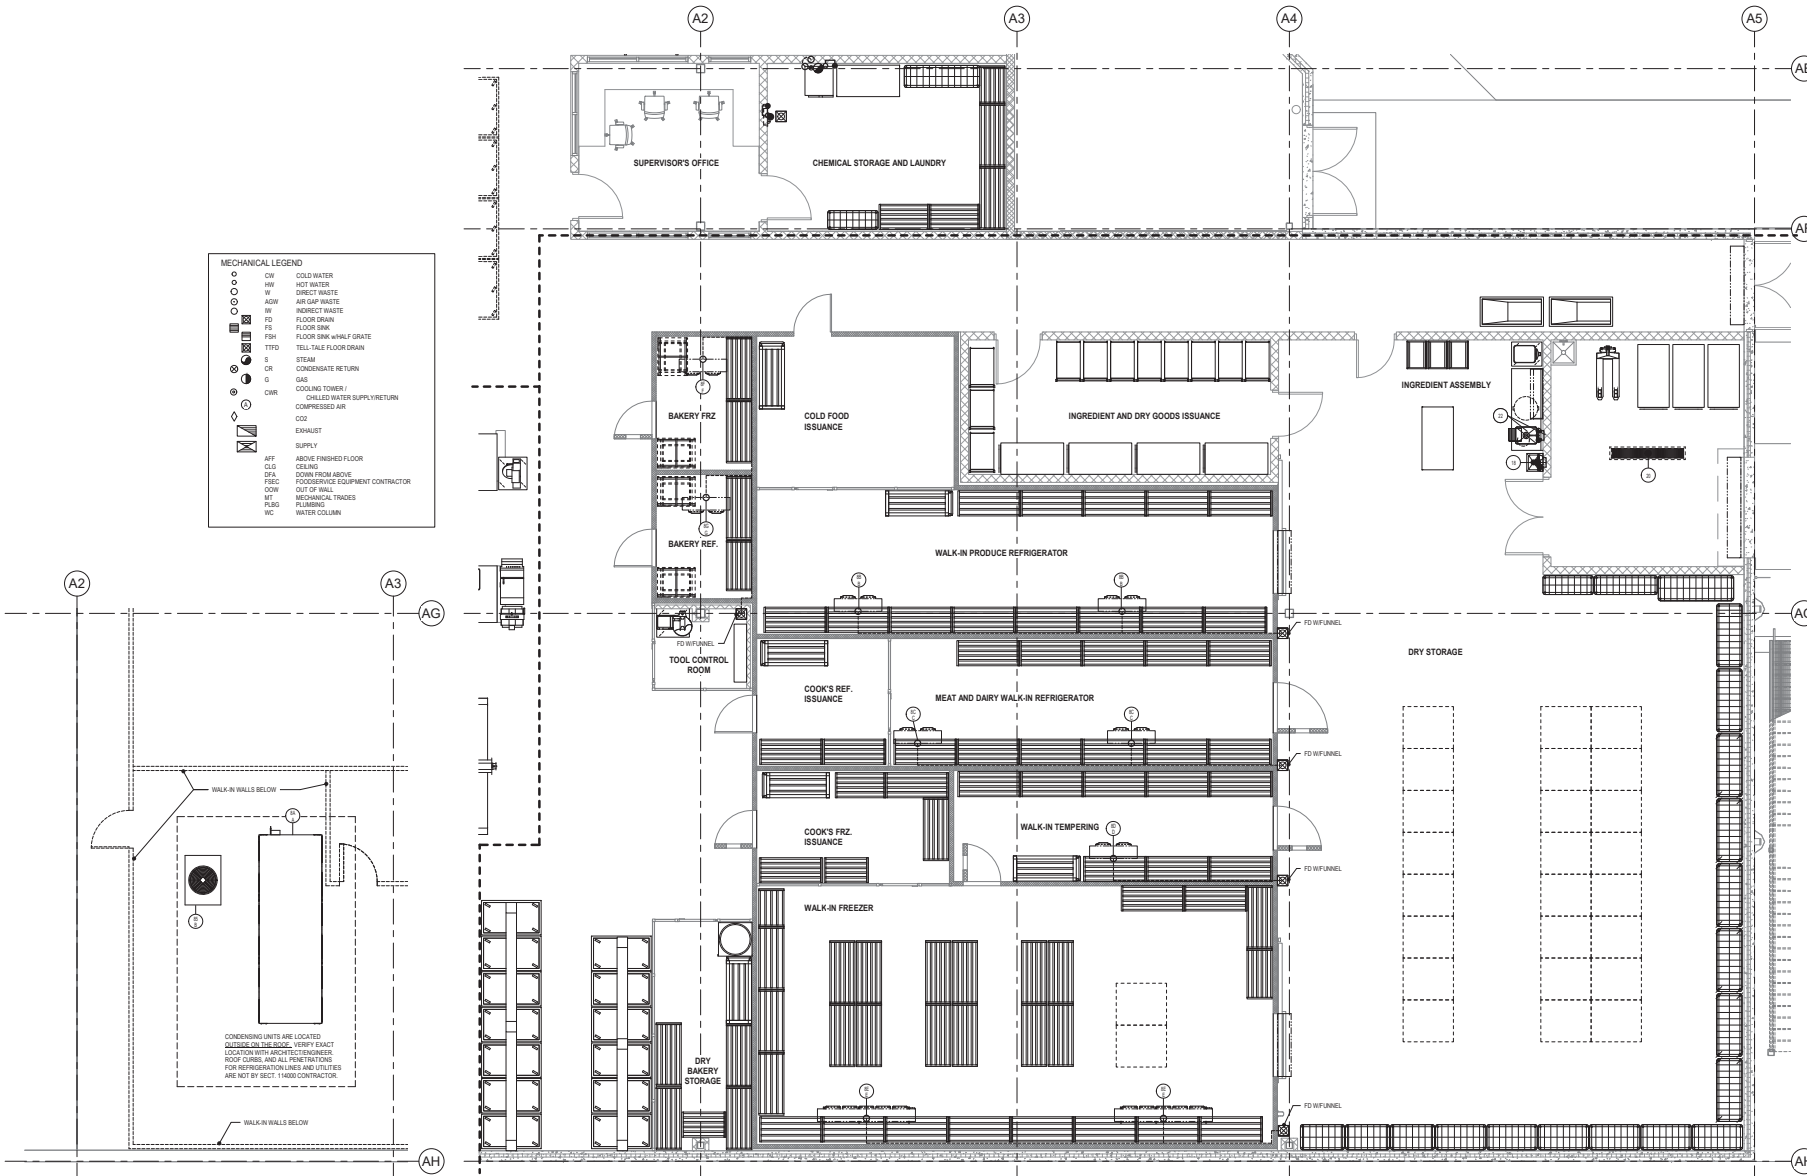 A2
A3
A4
A5
SUPERVISOR'S OFFICE
CHEMICAL STORAGE AND LAUNDRY
MECHANICAL LEGEND
CW COLD WATER
HW HOT WATER
W DIRECT WASTE
AGW AIR GAP WASTE
IW INDIRECT WASTE
FD FLOOR DRAIN
FS FLOOR SINK
FSH FLOOR SINK w/HALF GRATE
TTFD TELL-TALE FLOOR DRAIN
S STEAM
CR CONDENSATE RETURN
G GAS
CWR COOLING TOWER /
CHILLED WATER SUPPLY/RETURN
A COMPRESSED AIR
CO2
EXHAUST
SUPPLY
AFF ABOVE FINISHED FLOOR
CLG CEILING
DFA DOWN FROM ABOVE
FSEC FOODSERVICE EQUIPMENT CONTRACTOR
OOW OUT OF WALL
MT MECHANICAL TRADES
PLBG PLUMBING
WC WATER COLUMN
BAKERY FRZ
COLD FOOD
ISSUANCE
INGREDIENT AND DRY GOODS ISSUANCE
INGREDIENT ASSEMBLY
22
BAKERY REF.
WALK-IN PRODUCE REFRIGERATOR
A2
A3
AG
FD W/FUNNEL
FD W/FUNNEL
TOOL CONTROL
ROOM
DRY STORAGE
COOK'S REF.
ISSUANCE
MEAT AND DAIRY WALK-IN REFRIGERATOR
FD W/FUNNEL
WALK-IN WALLS BELOW
COOK'S FRZ.
ISSUANCE
WALK-IN TEMPERING
FD W/FUNNEL
WALK-IN FREEZER
CONDENSING UNITS ARE LOCATED
OUTSIDE ON THE ROOF. VERIFY EXACT
LOCATION WITH ARCHITECT/ENGINEER.
ROOF CURBS, AND ALL PENETRATIONS
FOR REFRIGERATION LINES AND UTILITIES
ARE NOT BY SECT. 114000 CONTRACTOR.
DRY
BAKERY
STORAGE
FD W/FUNNEL
WALK-IN WALLS BELOW
AH